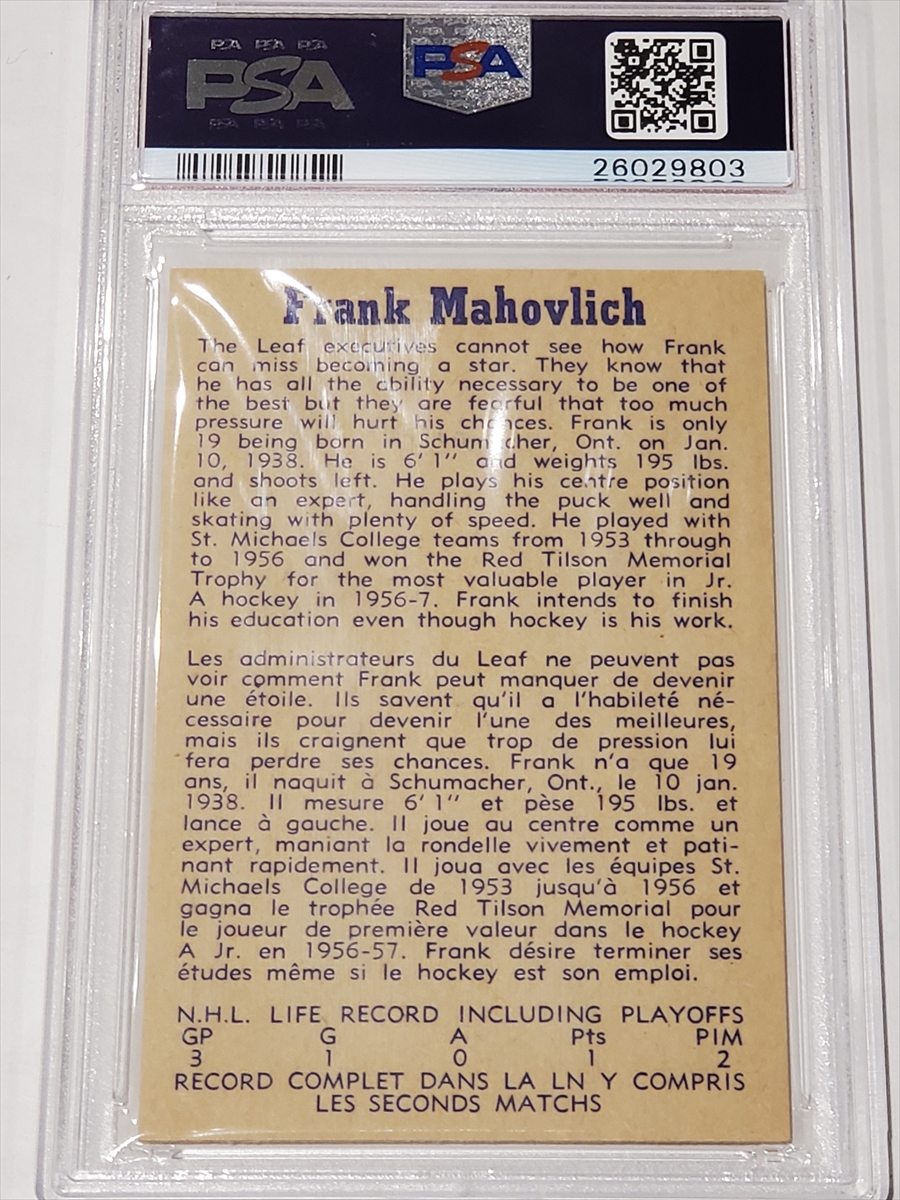 PSA PSA PSA
PSA
PSA PSA PSA
PSA
26029803
Frank Mahovlich
The Leaf executives cannot see how Frank
can miss becoming a star. They know that
he has all the ability necessary to be one of
the best but they are fearful that too much
pressure will hurt his chances. Frank is only
19 being born in Schumacher, Ont. on Jan.
10, 1938. He is 6' 1" and weights 195 lbs.
and shoots left. He plays his centre position
like an expert, handling the puck well and
skating with plenty of speed. He played with
St. Michaels College teams from 1953 through
to 1956 and won the Red Tilson Memorial
Trophy for the most valuable player in Jr.
A hockey in 1956-7. Frank intends to finish
his education even though hockey is his work.
Les administrateurs du Leaf ne peuvent pas
voir comment Frank peut manquer de devenir
une étoile. Ils savent qu'il a l'habileté né-
cessaire pour devenir l'une des meilleures,
mais ils craignent que trop de pression lui
fera perdre ses chances. Frank n'a que 19
ans, il naquit à Schumacher, Ont., le 10 jan.
1938. Il mesure 6' 1" et pèse 195 lbs. et
lance à gauche. Il joue au centre comme un
expert, maniant la rondelle vivement et pati-
nant rapidement. Il joua avec les équipes St.
Michaels College de 1953 jusqu'à 1956 et
gagna le trophée Red Tilson Memorial pour
le joueur de première valeur dans le hockey
A Jr. en 1956-57. Frank désire terminer ses
études même si le hockey est son emploi.
N.H.L. LIFE RECORD INCLUDING PLAYOFFS
GP G A Pts PIM
3 1 0 1 2
RECORD COMPLET DANS LA LN Y COMPRIS
LES SECONDS MATCHS